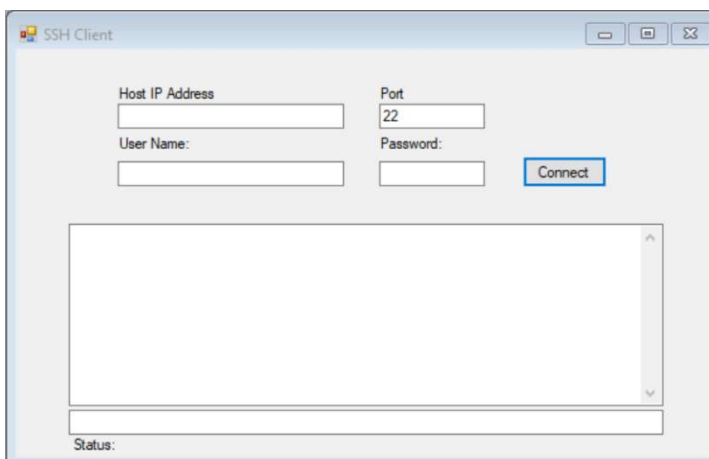 SSH Client
Host IP Address Port
22
User Name: Password:
Connect
Status: